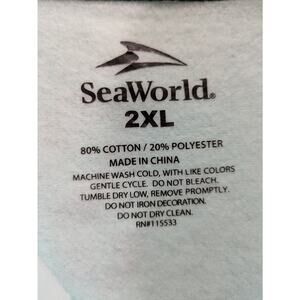 SeaWorld®
2XL
80% COTTON / 20% POLYESTER
MADE IN CHINA
MACHINE WASH COLD, WITH LIKE COLORS
GENTLE CYCLE. DO NOT BLEACH.
TUMBLE DRY LOW, REMOVE PROMPTLY.
DO NOT IRON DECORATION.
DO NOT DRY CLEAN.
RN#115533